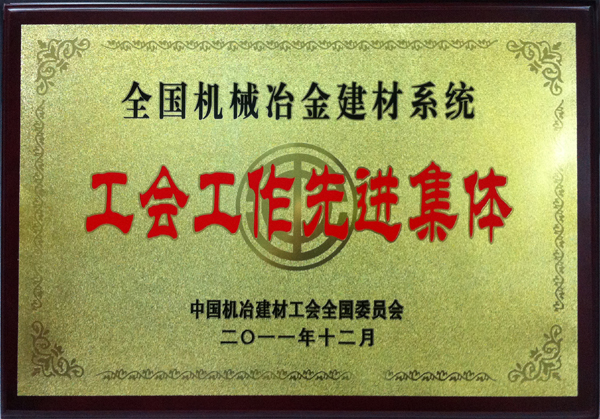 全国机械冶金建材系统
工会工作先进集体
中国机冶建材工会全国委员会
二〇一一年十二月